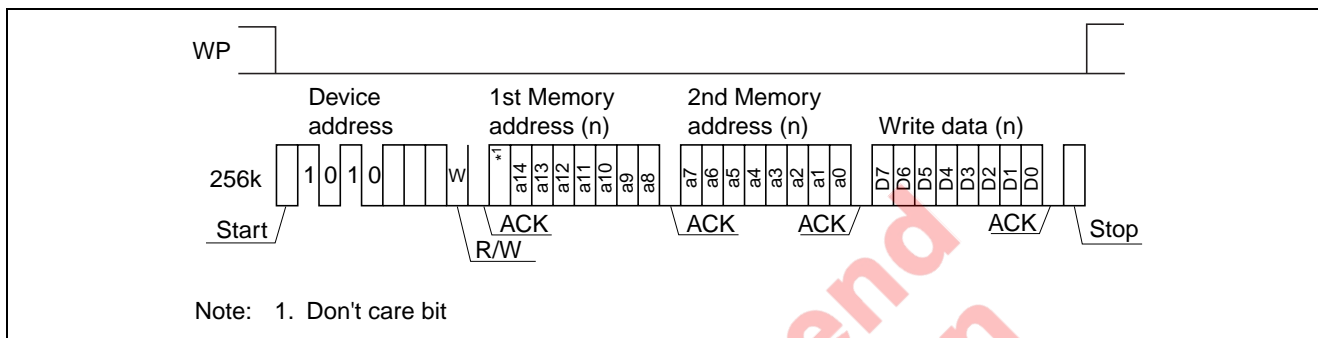 WP
Device
address
1st Memory
address (n)
2nd Memory
address (n)
Write data (n)
256k
1 0 1 0
W
*1 a14 a13 a12 a11 a10 a9 a8
a7 a6 a5 a4 a3 a2 a1 a0
D7 D6 D5 D4 D3 D2 D1 D0
Start
R/W
ACK
ACK
ACK
ACK
Stop
Note: 1. Don't care bit
end